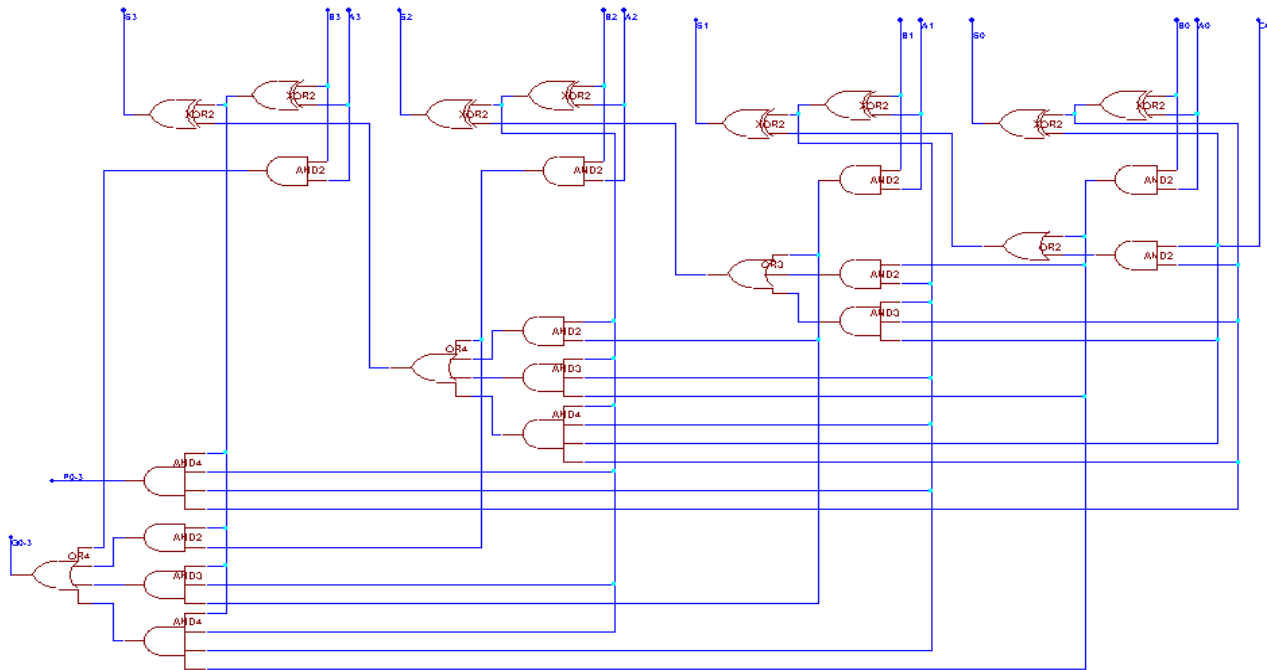 S3
B3
A3
S2
B2
A2
S1
B1
A1
S0
B0
A0
XOR2
XOR2
XOR2
XOR2
XOR2
XOR2
XOR2
XOR2
AND2
AND2
AND2
AND2
OR2
AND2
OR3
AND2
AND3
AND2
OR4
AND3
AND4
AND4
P0-3
AND2
G0-3
OR4
AND3
AND4